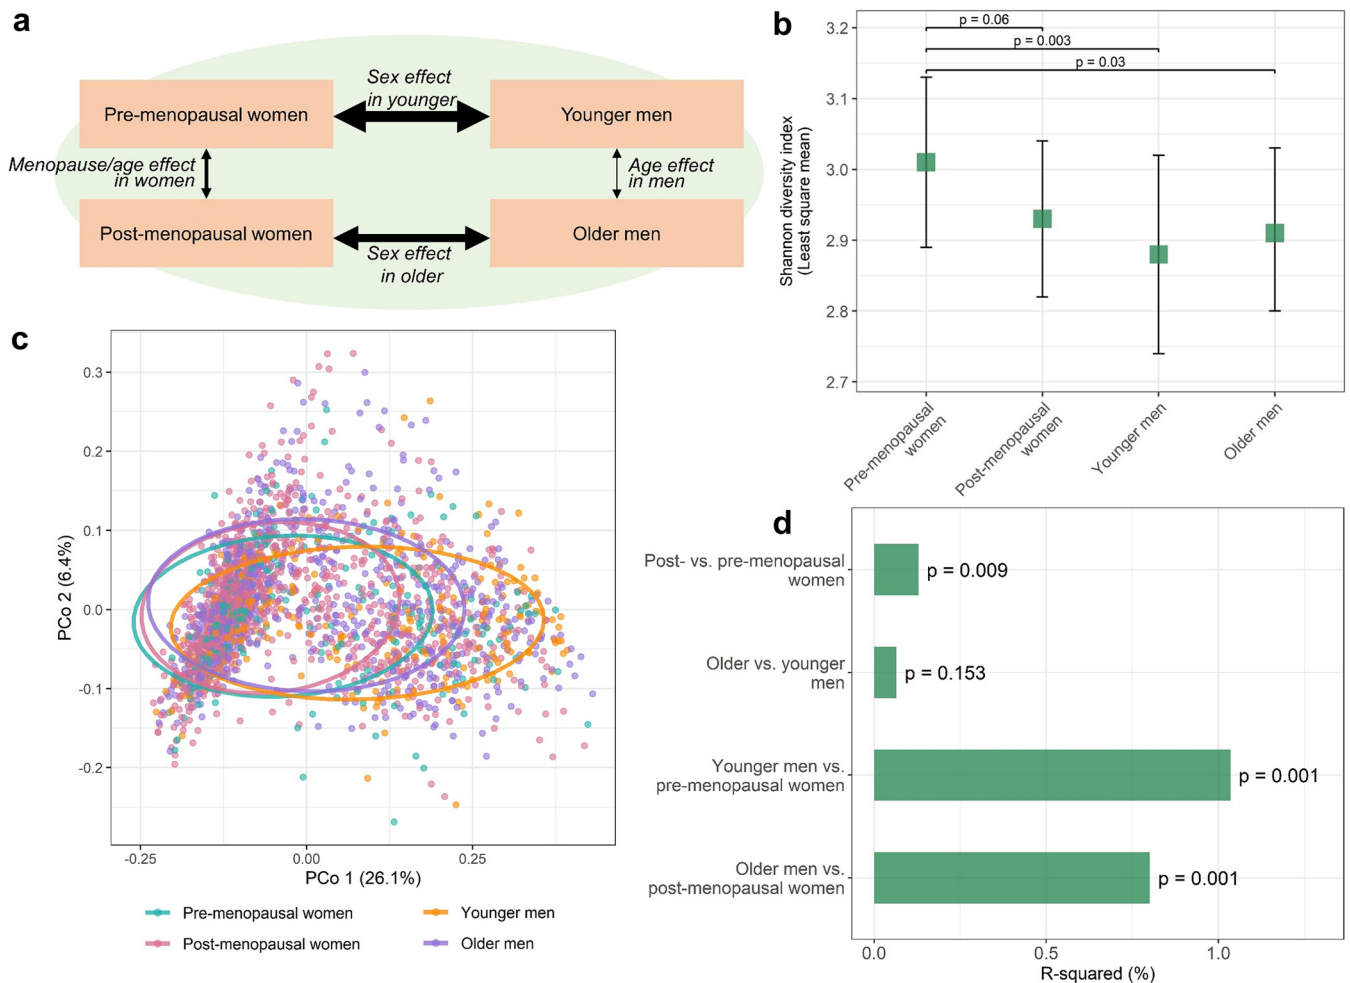 a
Sex effect
in younger
Pre-menopausal women
Younger men
Menopause/age effect
in women
Age effect
in men
Post-menopausal women
Older men
Sex effect
in older
b
3.2
3.1
3.0
2.9
2.8
2.7
Shannon diversity index
(Least square mean)
p = 0.06
p = 0.003
p = 0.03
Pre-menopausal
women
Post-menopausal
women
Younger men
Older men
c
0.3
0.2
0.1
0.0
-0.1
-0.2
PCo 2 (6.4%)
-0.25
0.00
0.25
PCo 1 (26.1%)
Pre-menopausal women
Younger men
Post-menopausal women
Older men
d
Post- vs. pre-menopausal
women
p = 0.009
Older vs. younger
men
p = 0.153
Younger men vs.
pre-menopausal women
p = 0.001
Older men vs.
post-menopausal women
p = 0.001
0.0
0.5
1.0
R-squared (%)